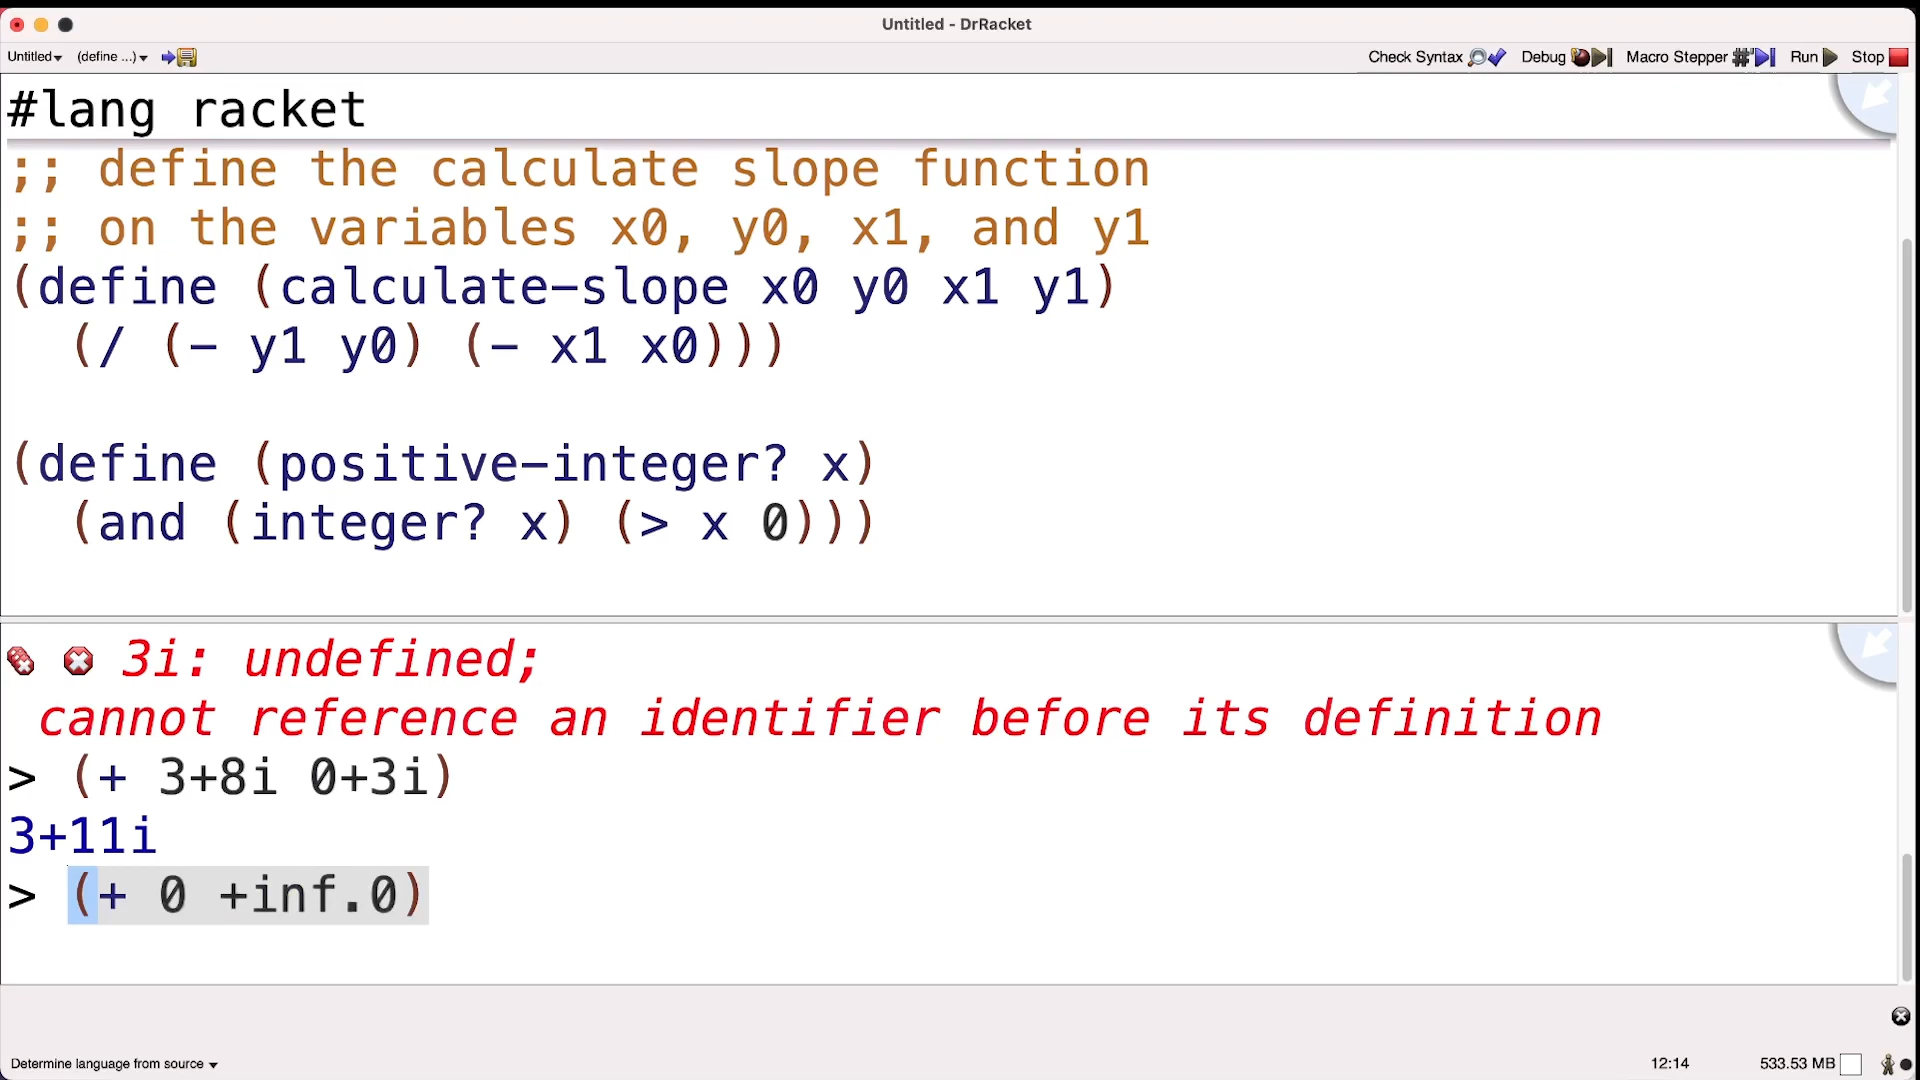 Untitled - DrRacket
Untitled (define ...) Check Syntax Debug Macro Stepper #' Run Stop
#lang racket
;; define the calculate slope function
;; on the variables x0, y0, x1, and y1
(define (calculate-slope x0 y0 x1 y1)
(/ (- y1 y0) (- x1 x0)))
(define (positive-integer? x)
(and (integer? x) (> x 0)))
3i: undefined;
cannot reference an identifier before its definition
> (+ 3+8i 0+3i)
3+11i
> (+ 0 +inf.0)
Determine language from source 12:14 533.53 MB